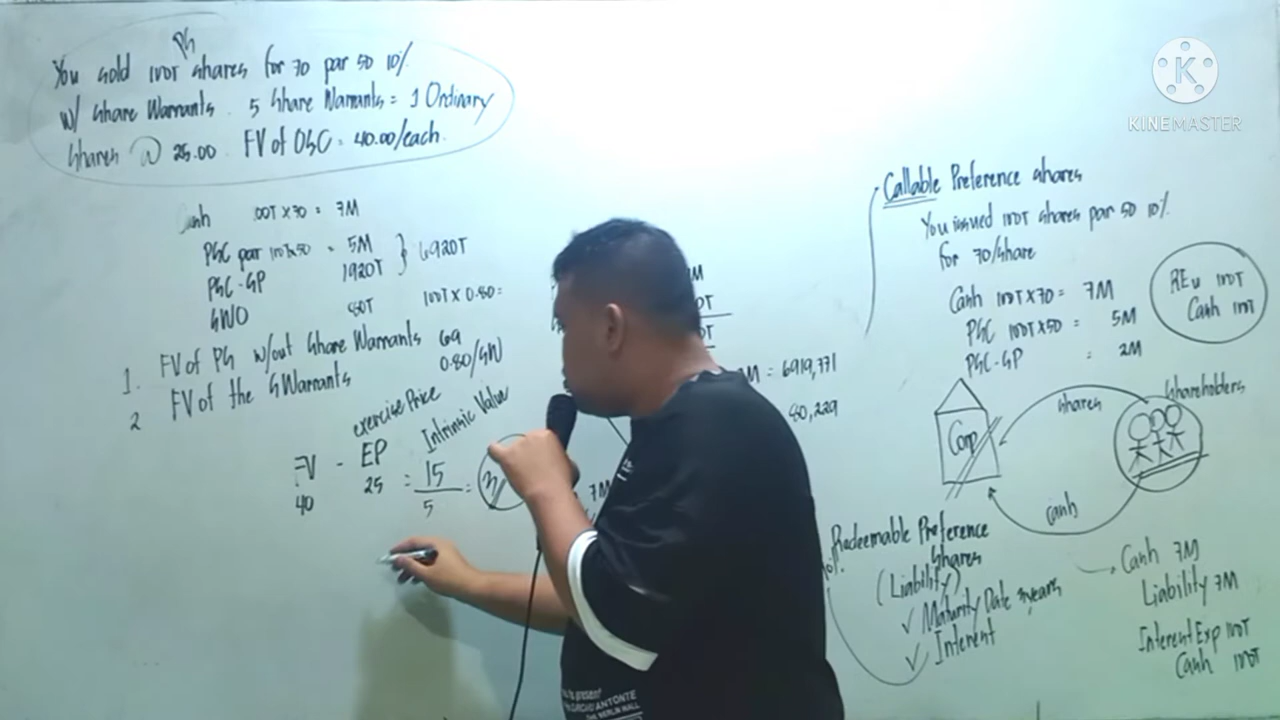 PS
You sold 100T shares for 70 par 50 10%
w/ share Warrants. 5 Share Warrants = 1 Ordinary
shares @ 25.00. FV of OSC = 40.00/each.
Cash 100T x 70 = 7M
PSC par 100T x 50 = 5M
PSC-SP 1920T } 6920T
SWO 80T 100T x 0.80 =
1. FV of PS w/out Share Warrants 69
2 FV of the SWarrants 0.80/SW
exercise Price
Intrinsic Value
FV - EP
40 25 = 15 = 3
5
M = 6919,771
80,229
7M
Callable Preference shares
You issued 100T shares par 50 10%
for 70/share
Cash 100T x 70 = 7M
PSC 100T x 50 = 5M
PSC-SP = 2M
REu 100T
Cash 100T
Corp
shares
Shareholders
cash
Redeemable Preference
Shares
(Liability)
✓ Maturity Date 3years
✓ Interest
Cash 7M
Liability 7M
Interest Exp 100T
Cash 100T
K
KINEMASTER